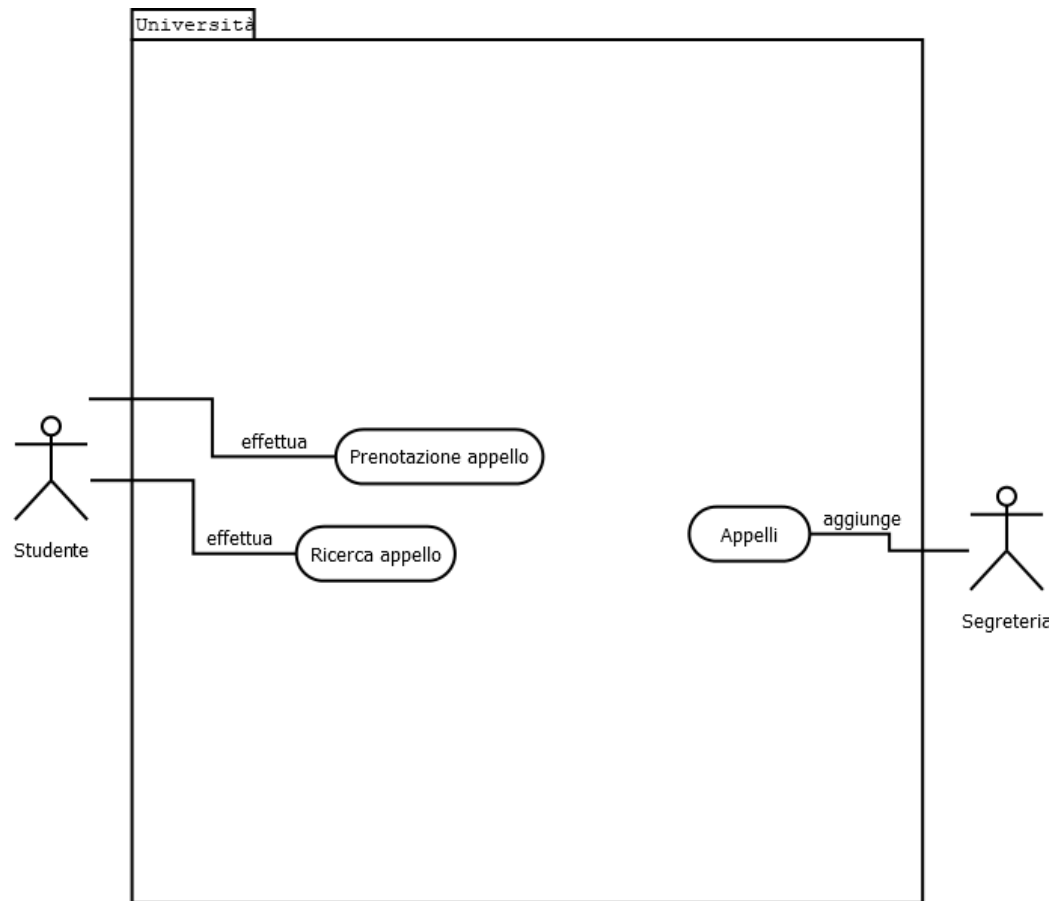 Università
effettua
Prenotazione appello
effettua
Ricerca appello
Studente
aggiunge
Appelli
Segreteria